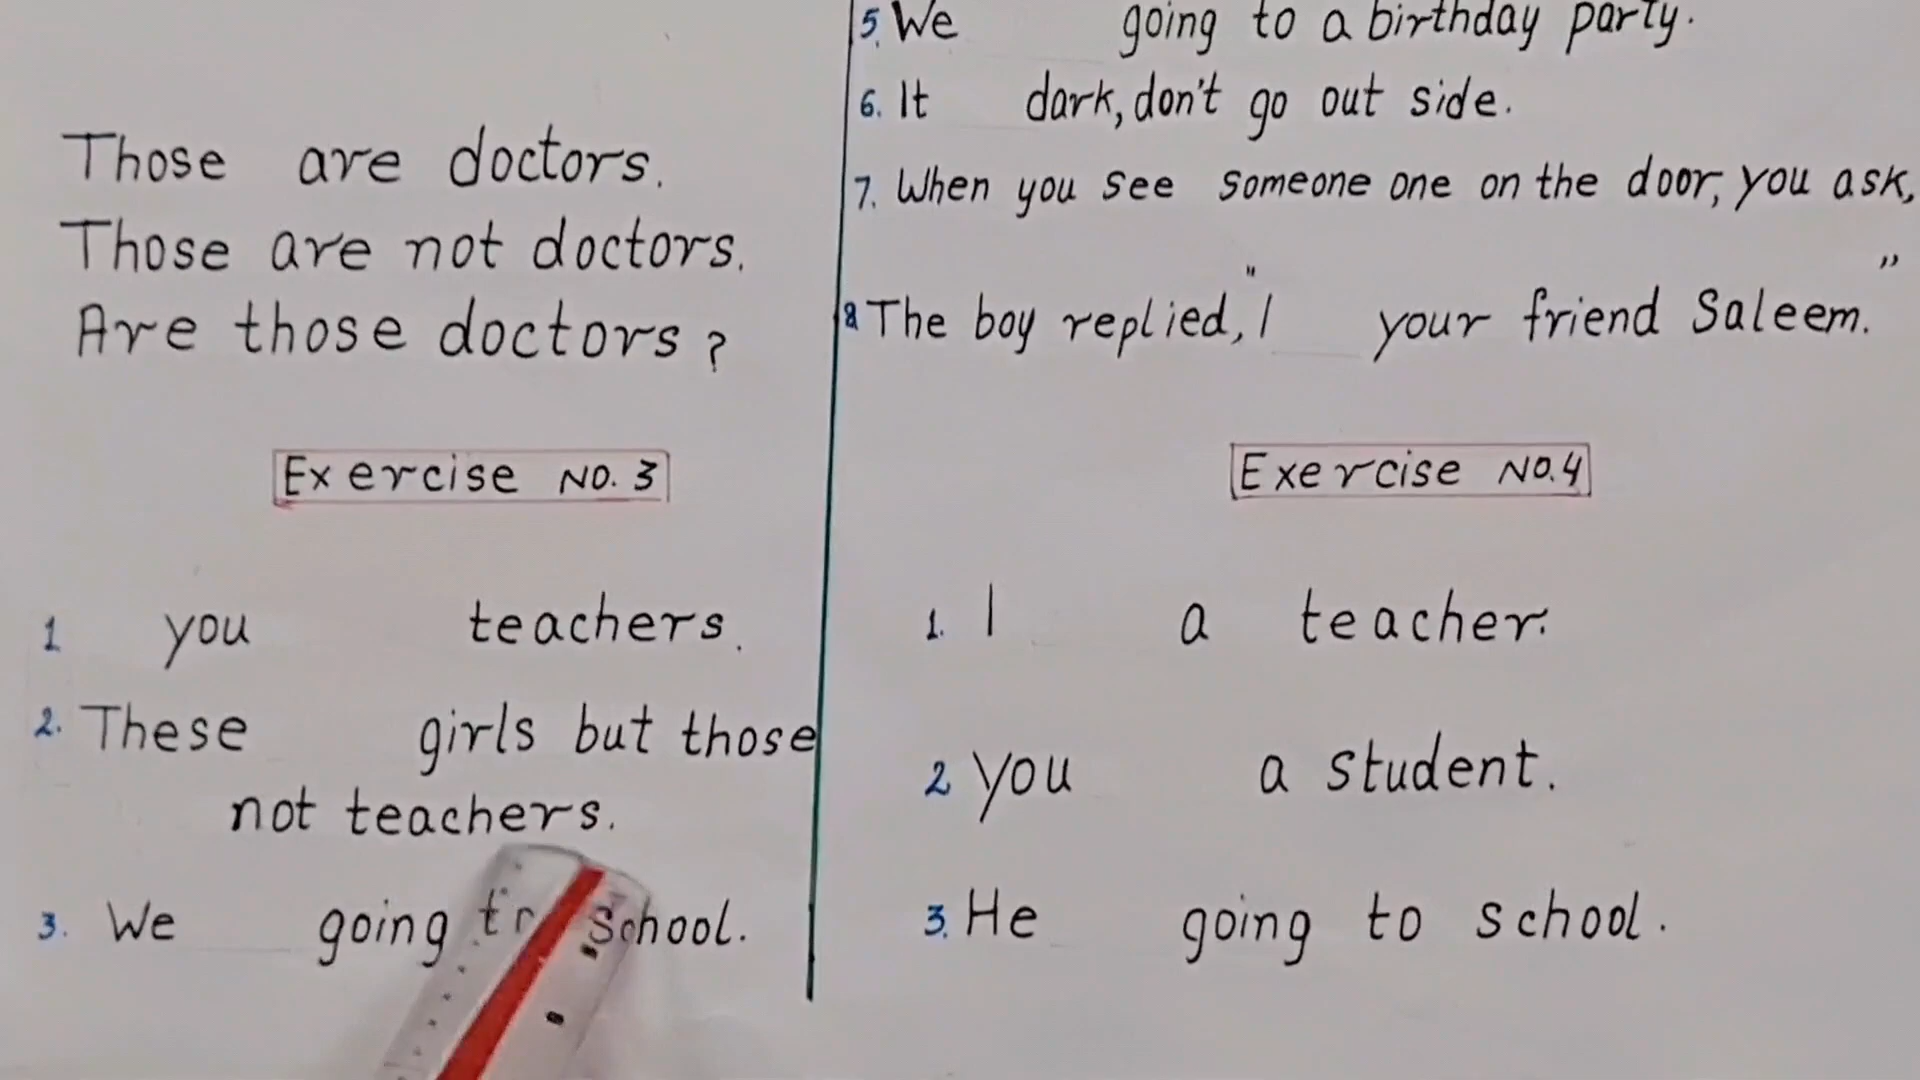 Those are doctors.
Those are not doctors.
Are those doctors?
Exercise NO. 3
1 you teachers.
2. These girls but those
not teachers.
3. We going school.
5. We going to a birthday party.
6. It dark, don't go out side.
7. When you see someone one on the door, you ask,
"
8 The boy replied, "I your friend Saleem."
Exercise NO.4
1. I a teacher.
2 you a student.
3. He going to school.